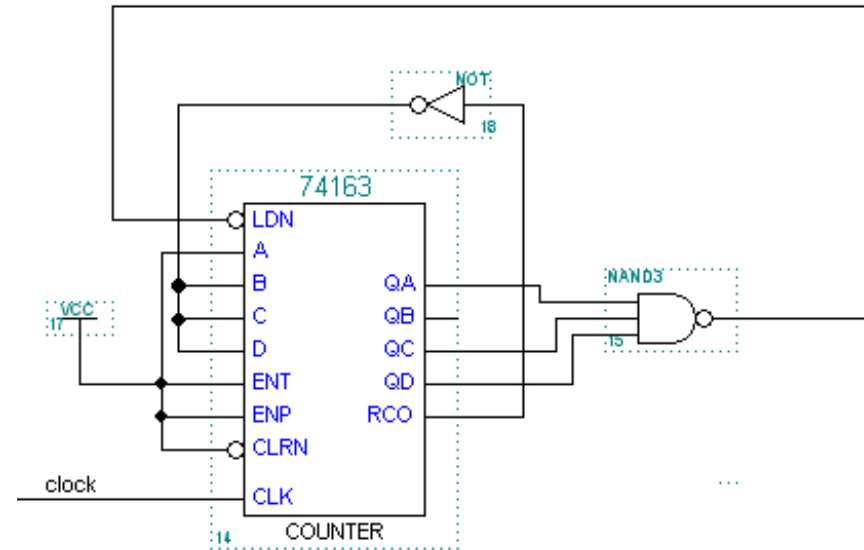 NOT
18
74163
LDN
A
B
QA
NAND3
VCC
17
C
QB
D
QC
15
ENT
QD
ENP
RCO
CLRN
clock
CLK
COUNTER
14